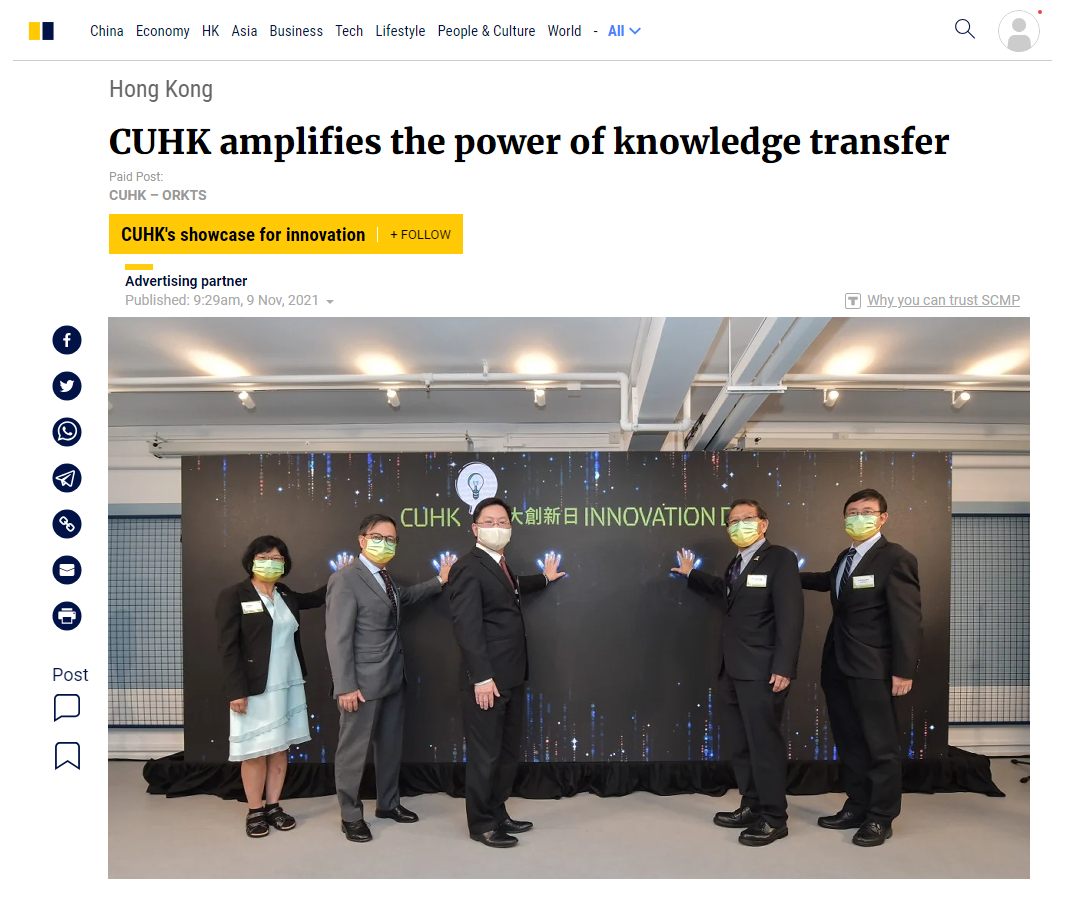 China Economy HK Asia Business Tech Lifestyle People & Culture World - All
Hong Kong
CUHK amplifies the power of knowledge transfer
Paid Post:
CUHK – ORKTS
CUHK's showcase for innovation + FOLLOW
Advertising partner
Published: 9:29am, 9 Nov, 2021
Why you can trust SCMP
CUHK 大創新日 INNOVATION D
Post